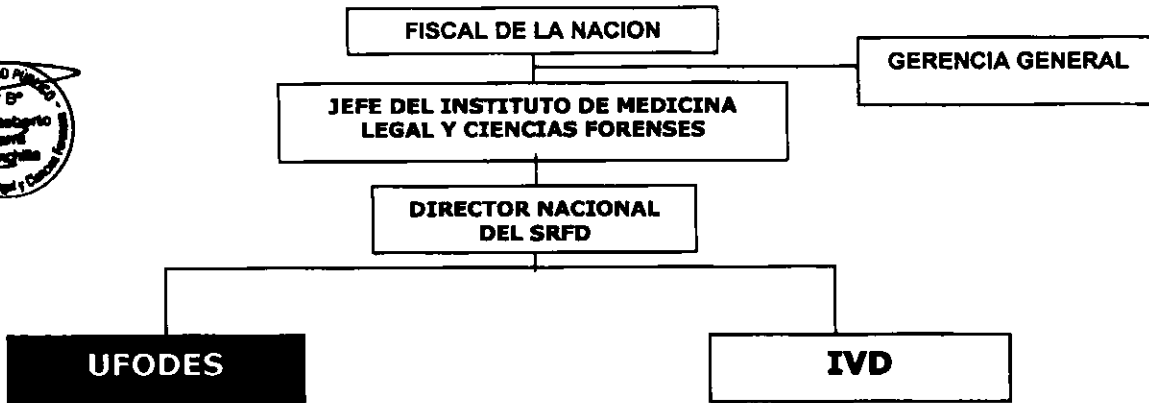 FISCAL DE LA NACION
GERENCIA GENERAL
JEFE DEL INSTITUTO DE MEDICINA
LEGAL Y CIENCIAS FORENSES
DIRECTOR NACIONAL
DEL SRFD
UFODES
IVD